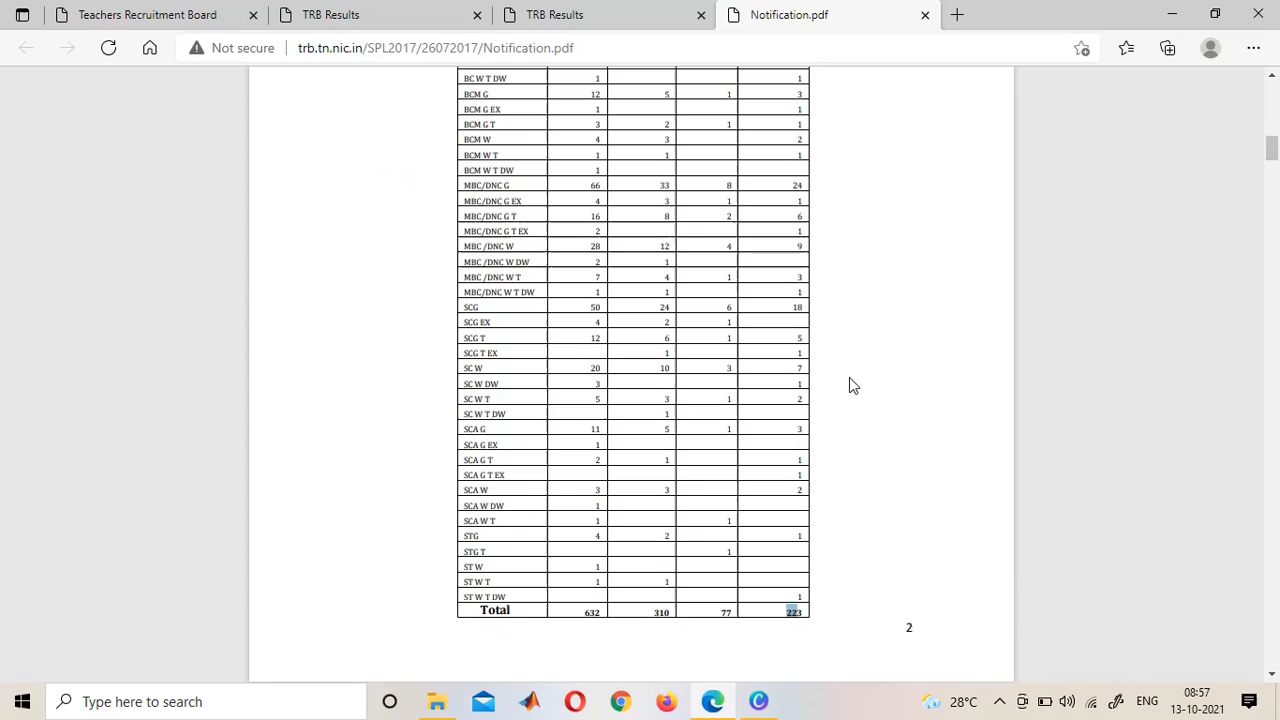 Teachers Recruitment Board
TRB Results
TRB Results
Notification.pdf
Not secure trb.tn.nic.in/SPL2017/26072017/Notification.pdf
BC W T DW 1 1
BCM G 12 5 1 3
BCM G EX 1 1
BCM G T 3 2 1 1
BCM W 4 3 2
BCM W T 1 1 1
BCM W T DW 1
MBC/DNC G 66 33 8 24
MBC/DNC G EX 4 3 1 1
MBC/DNC G T 16 8 2 6
MBC/DNC G T EX 2 1
MBC /DNC W 28 12 4 9
MBC /DNC W DW 2 1
MBC /DNC W T 7 4 1 3
MBC/DNC W T DW 1 1 1
SCG 50 24 6 18
SCG EX 4 2 1
SCG T 12 6 1 5
SCG T EX 1 1
SC W 20 10 3 7
SC W DW 3 1
SC W T 5 3 1 2
SC W T DW 1
SCA G 11 5 1 3
SCA G EX 1
SCA G T 2 1 1
SCA G T EX 1
SCA W 3 3 2
SCA W DW 1
SCA W T 1 1
STG 4 2 1
STG T 1
ST W 1
ST W T 1 1
ST W T DW 1
Total 632 310 77 223
2
Type here to search
28°C
ENG
08:57
13-10-2021